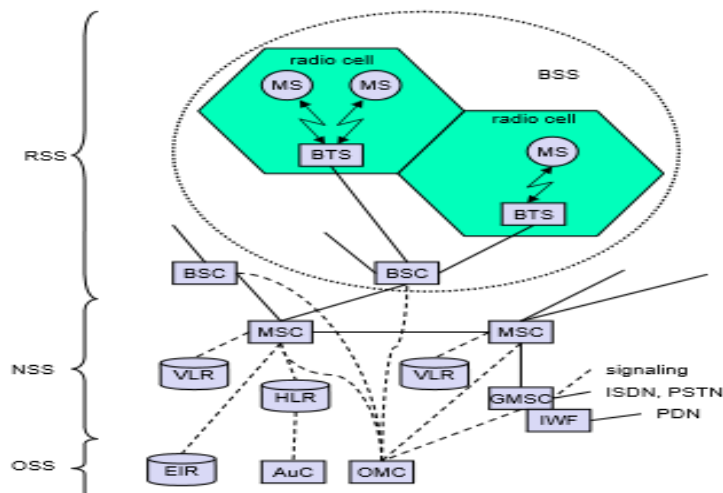 radio cell
BSS
MS
MS
radio cell
MS
BTS
RSS
BTS
BSC
BSC
MSC
MSC
NSS
VLR
VLR
signaling
HLR
GMSC
ISDN, PSTN
IWF
PDN
OSS
EIR
AuC
OMC